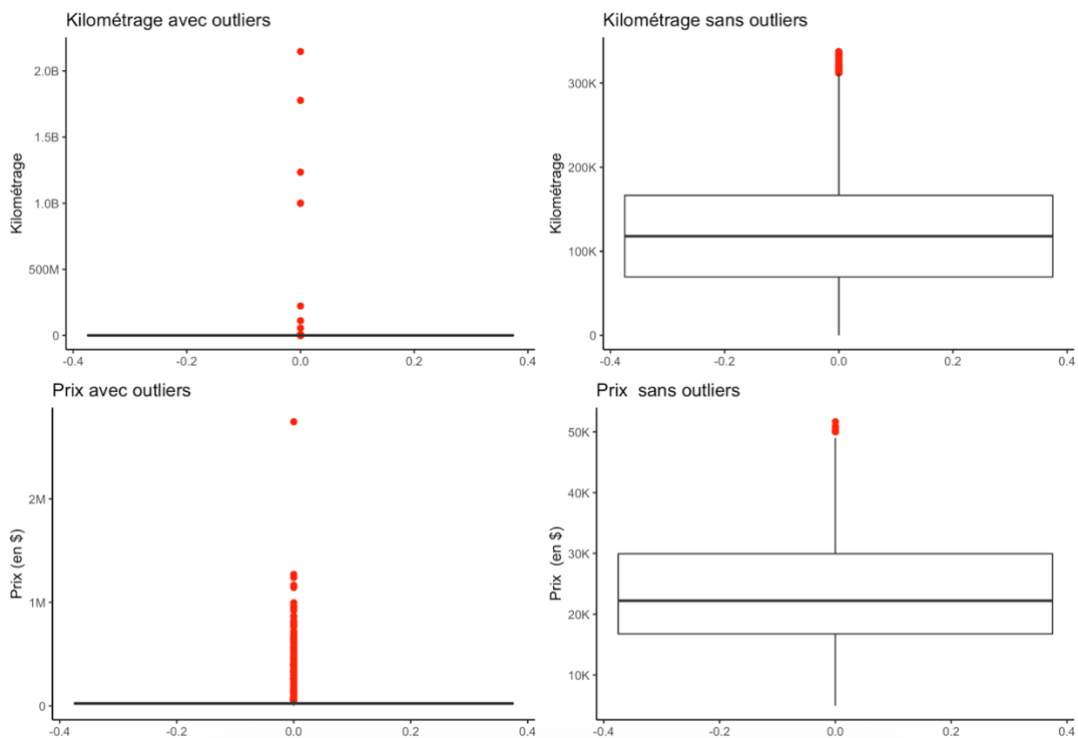 Kilométrage avec outliers
Kilométrage
2.0B
1.5B
1.0B
500M
0
-0.4 -0.2 0.0 0.2 0.4
Kilométrage sans outliers
Kilométrage
300K
200K
100K
0
-0.4 -0.2 0.0 0.2 0.4
Prix avec outliers
Prix (en $)
2M
1M
0
-0.4 -0.2 0.0 0.2 0.4
Prix  sans outliers
Prix  (en $)
50K
40K
30K
20K
10K
-0.4 -0.2 0.0 0.2 0.4